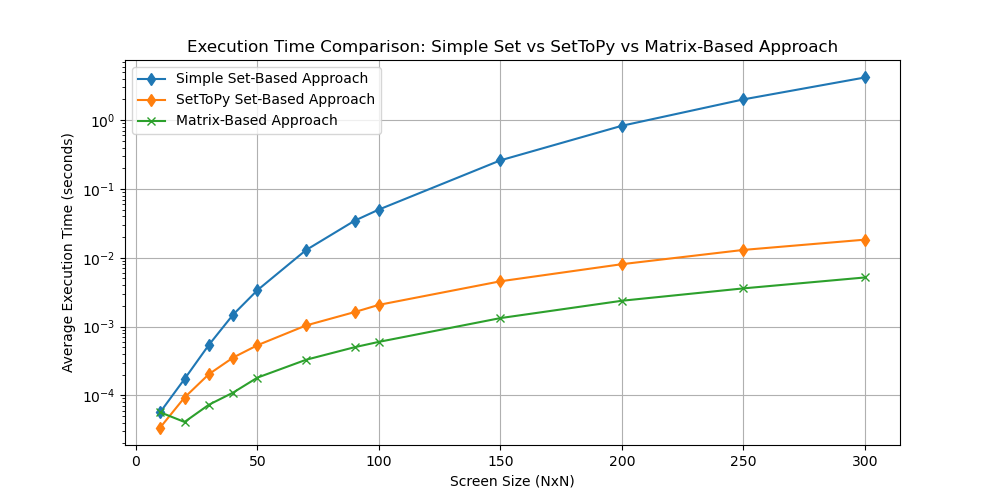 Execution Time Comparison: Simple Set vs SetToPy vs Matrix-Based Approach
Simple Set-Based Approach
SetToPy Set-Based Approach
Matrix-Based Approach
Average Execution Time (seconds)
10⁰
10⁻¹
10⁻²
10⁻³
10⁻⁴
0 50 100 150 200 250 300
Screen Size (NxN)